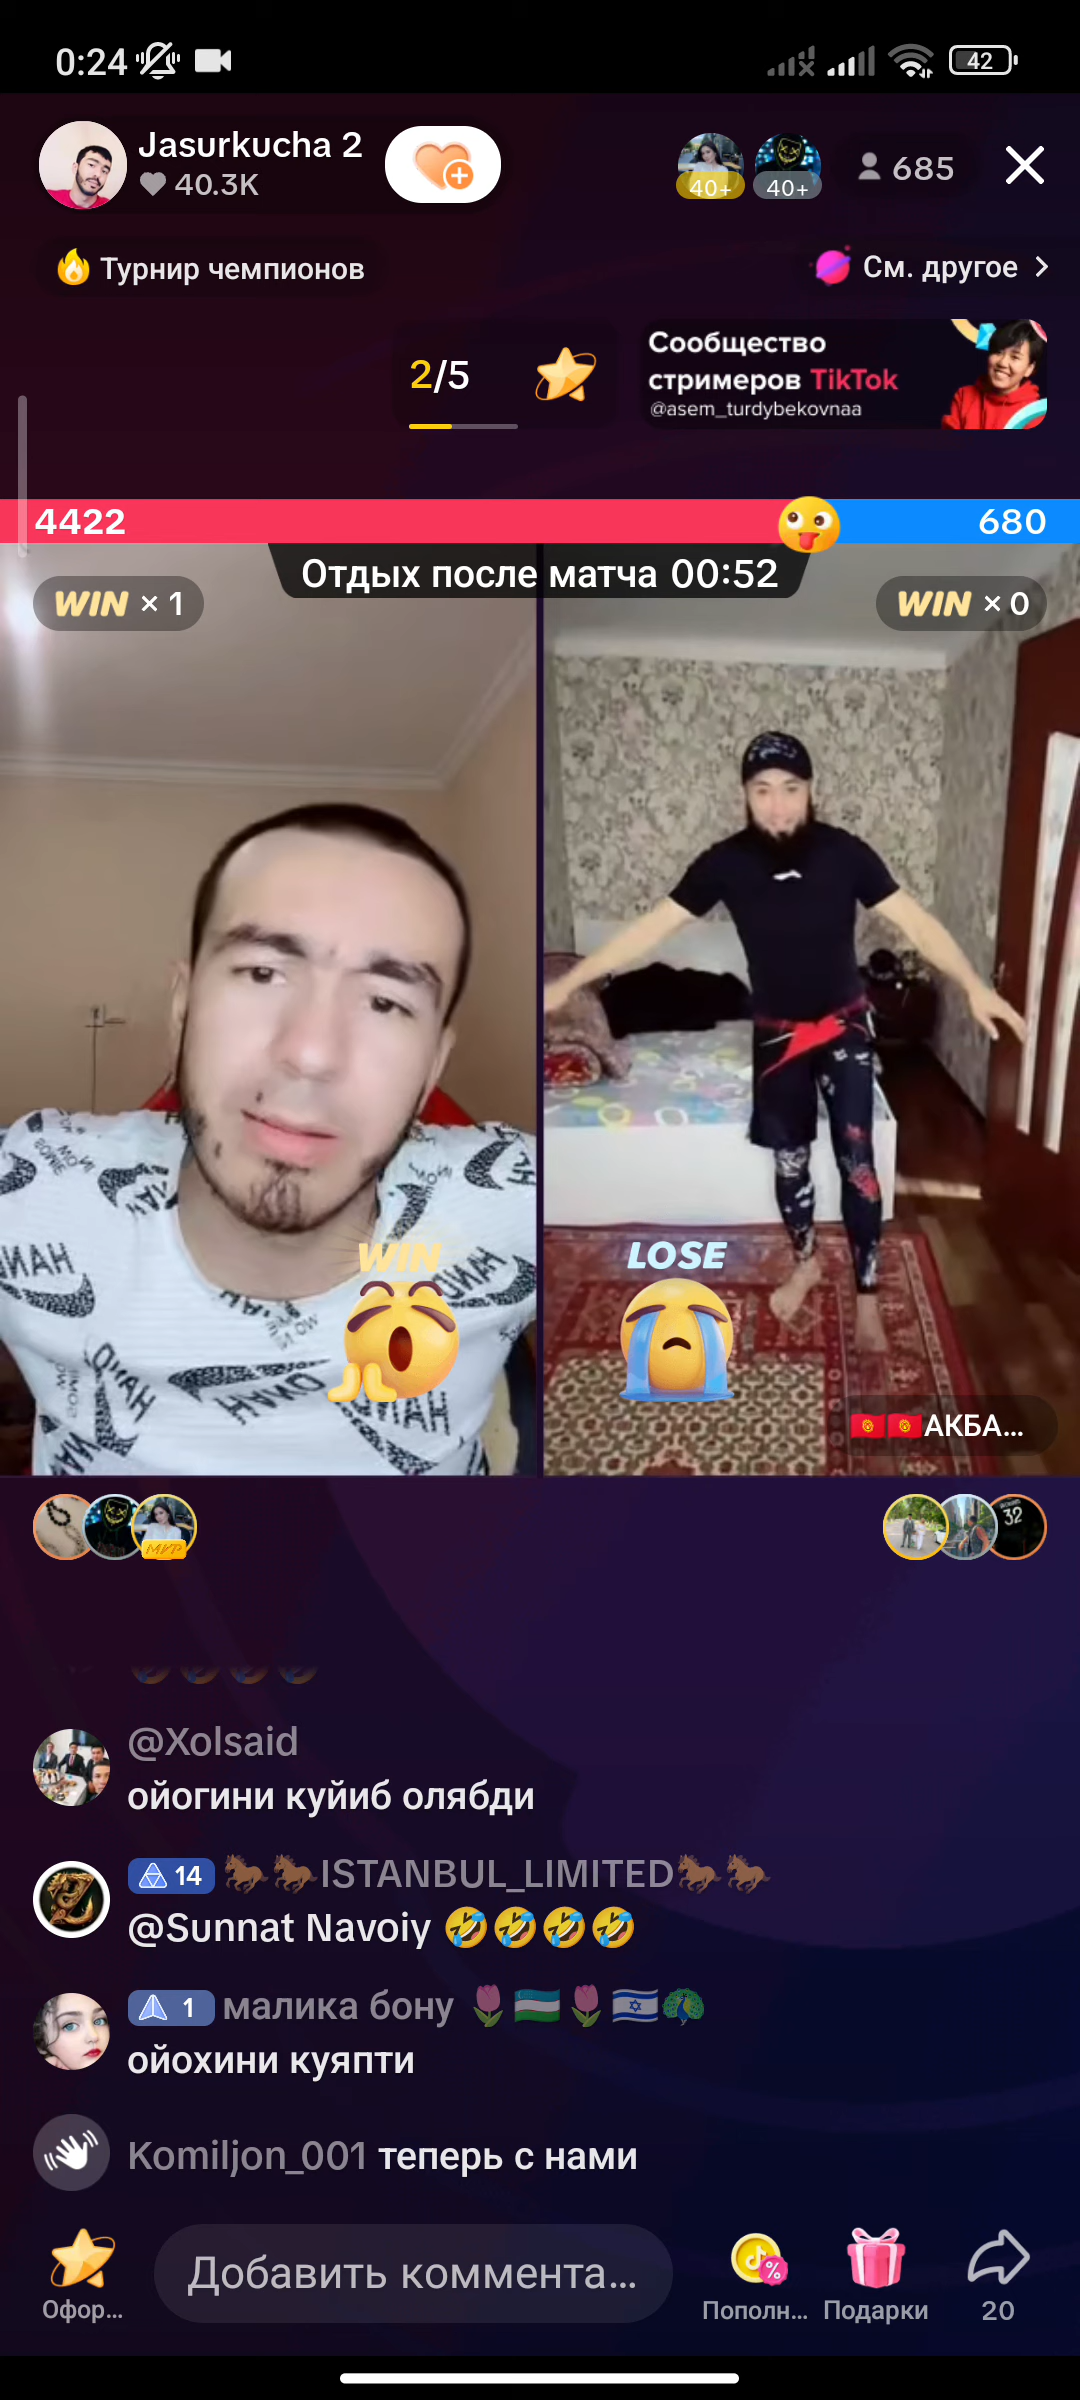 0:24
42
Jasurkucha 2
40.3K
40+
40+
685
Турнир чемпионов
См. другое
2/5
Сообщество
стримеров TikTok
@asem_turdybekovnaa
4422
680
Отдых после матча 00:52
WIN × 1
WIN × 0
WIN
LOSE
АКБА...
МУР
32
@Xolsaid
ойогини куйиб олябди
14 🐎🐎ISTANBUL_LIMITED🐎🐎
@Sunnat Navoiy 🤣🤣🤣🤣
1 малика бону 🌷🇺🇿🌷🇮🇱🦚
ойохини куяпти
Komiljon_001 теперь с нами
Добавить коммента...
Офор...
Пополн...
Подарки
20